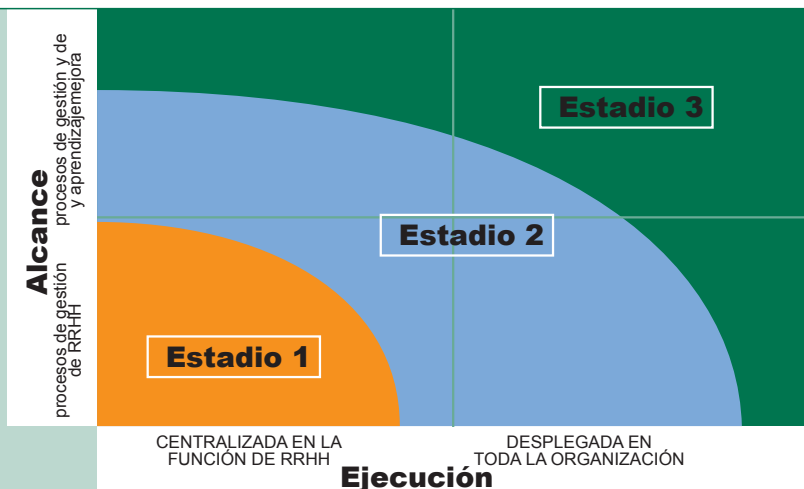 Alcance
procesos de gestión y de
y aprendizajemejora
procesos de gestión
de RRHH
Estadio 3
Estadio 2
Estadio 1
CENTRALIZADA EN LA
FUNCIÓN DE RRHH
DESPLEGADA EN
TODA LA ORGANIZACIÓN
Ejecución